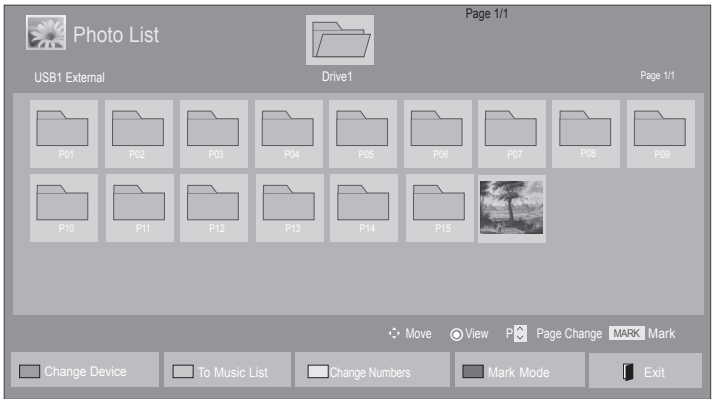 Page 1/1
Photo List
USB1 External
Drive1
Page 1/1
P01 P02 P03 P04 P05 P06 P07 P08 P09
P10 P11 P12 P13 P14 P15
Move View P Page Change MARK Mark
Change Device To Music List Change Numbers Mark Mode Exit